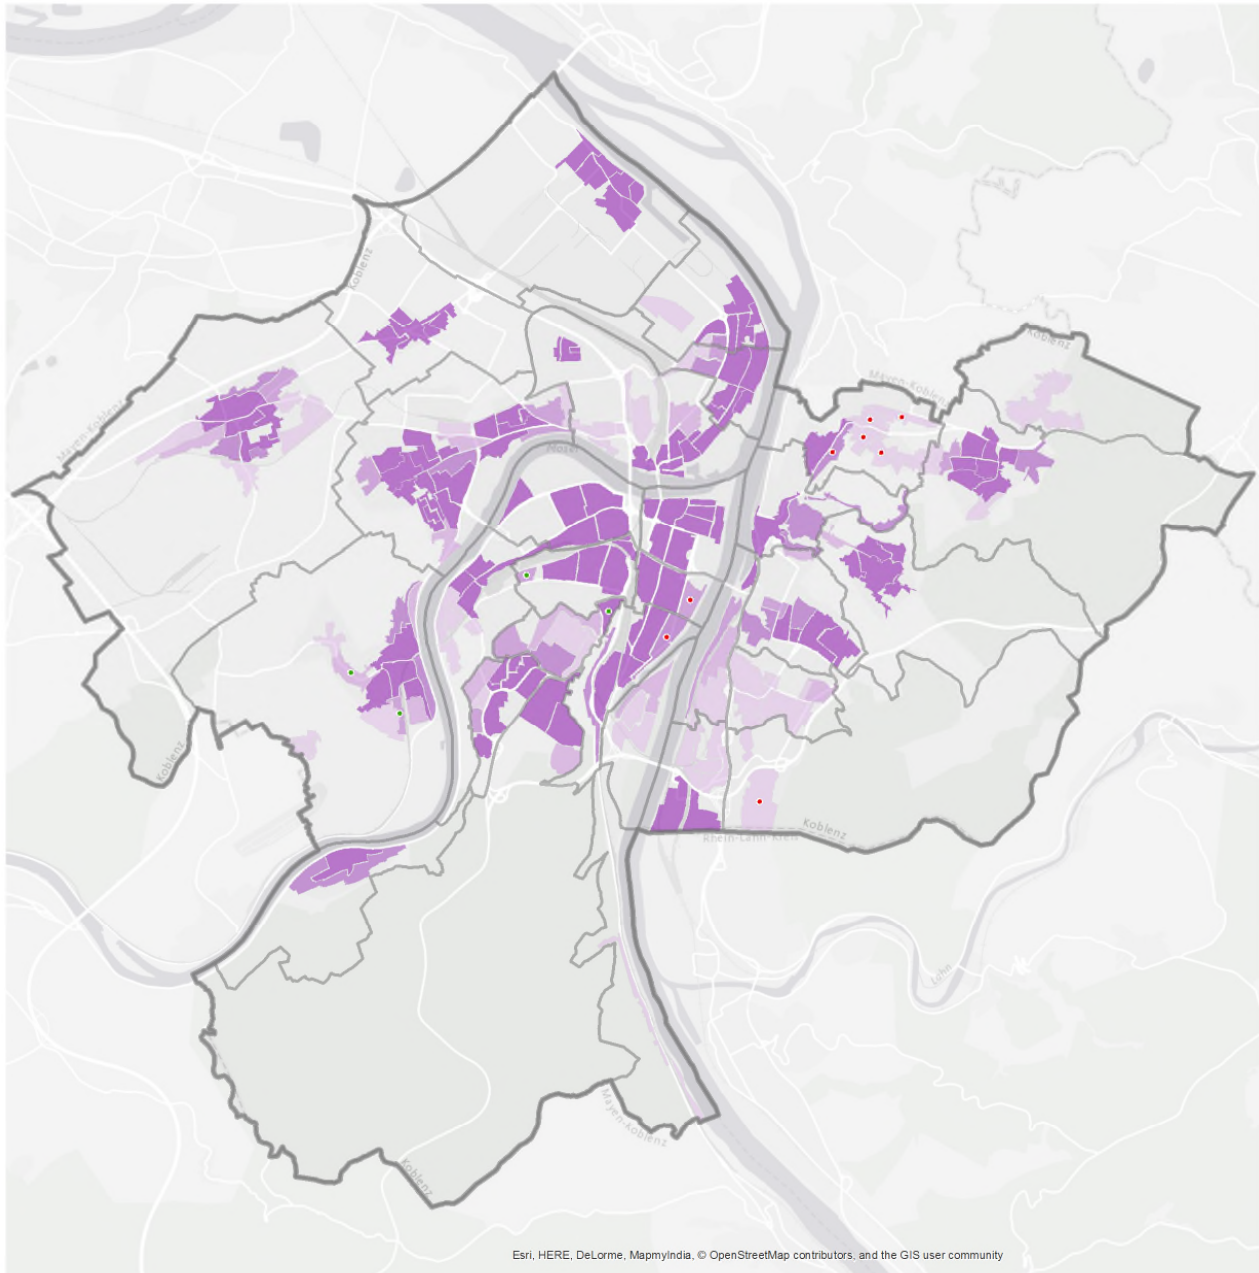 Koblenz
Koblenz
Mayen-Koblenz
Mayen-Koblenz
Mosel
Koblenz
Koblenz
Rhein-Lahn-Kreis
Lahn
Mayen-Koblenz
Koblenz
Esri, HERE, DeLorme, MapmyIndia, © OpenStreetMap contributors, and the GIS user community